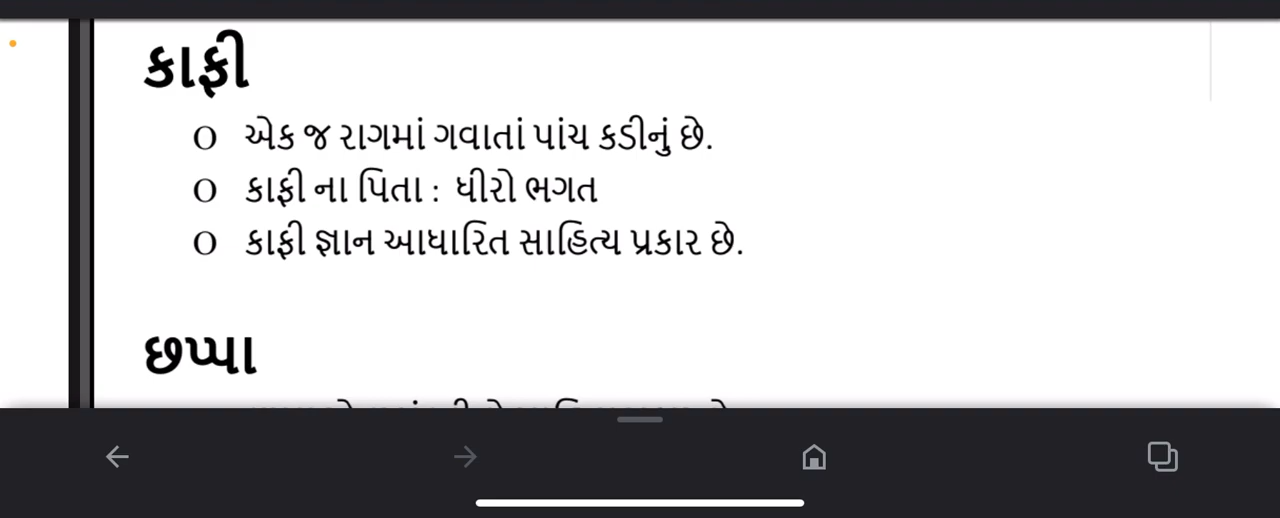 કાફી
O એક જ રાગમાં ગવાતાં પાંચ કડીનું છે.
O કાફી ના પિતા : ધીરો ભગત
O કાફી જ્ઞાન આધારિત સાહિત્ય પ્રકાર છે.
છપ્પા